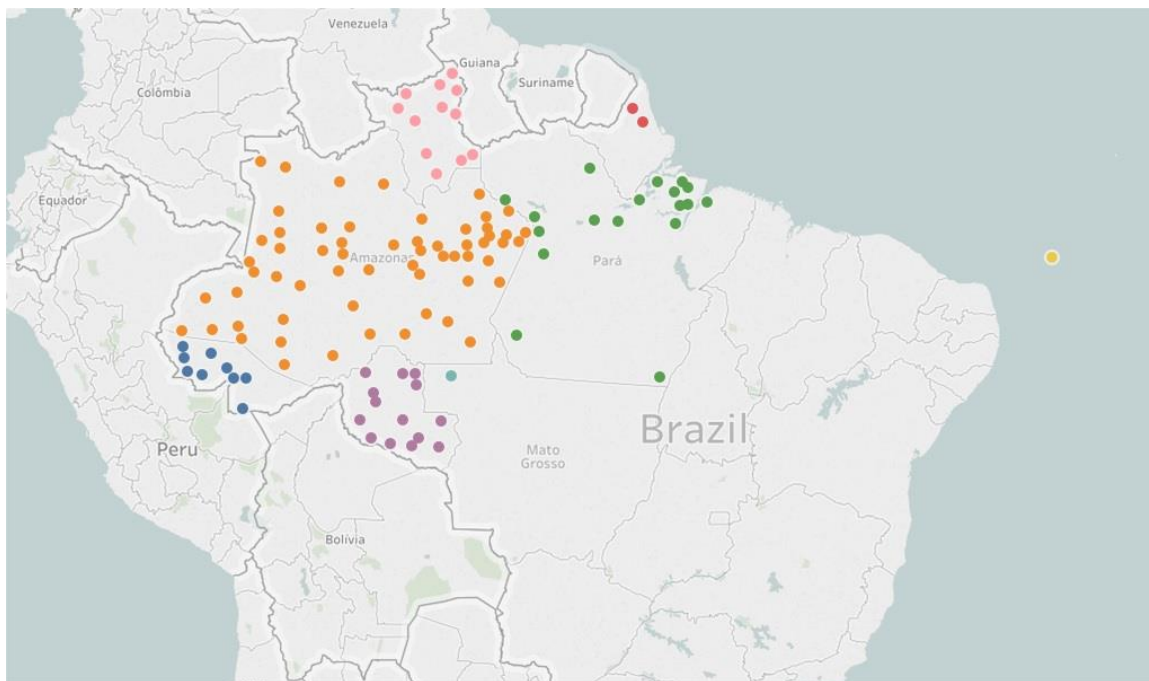 Venezuela
Guiana
Suriname
Colômbia
Equador
Amazonas
Pará
Brazil
Peru
Mato
Grosso
Bolívia